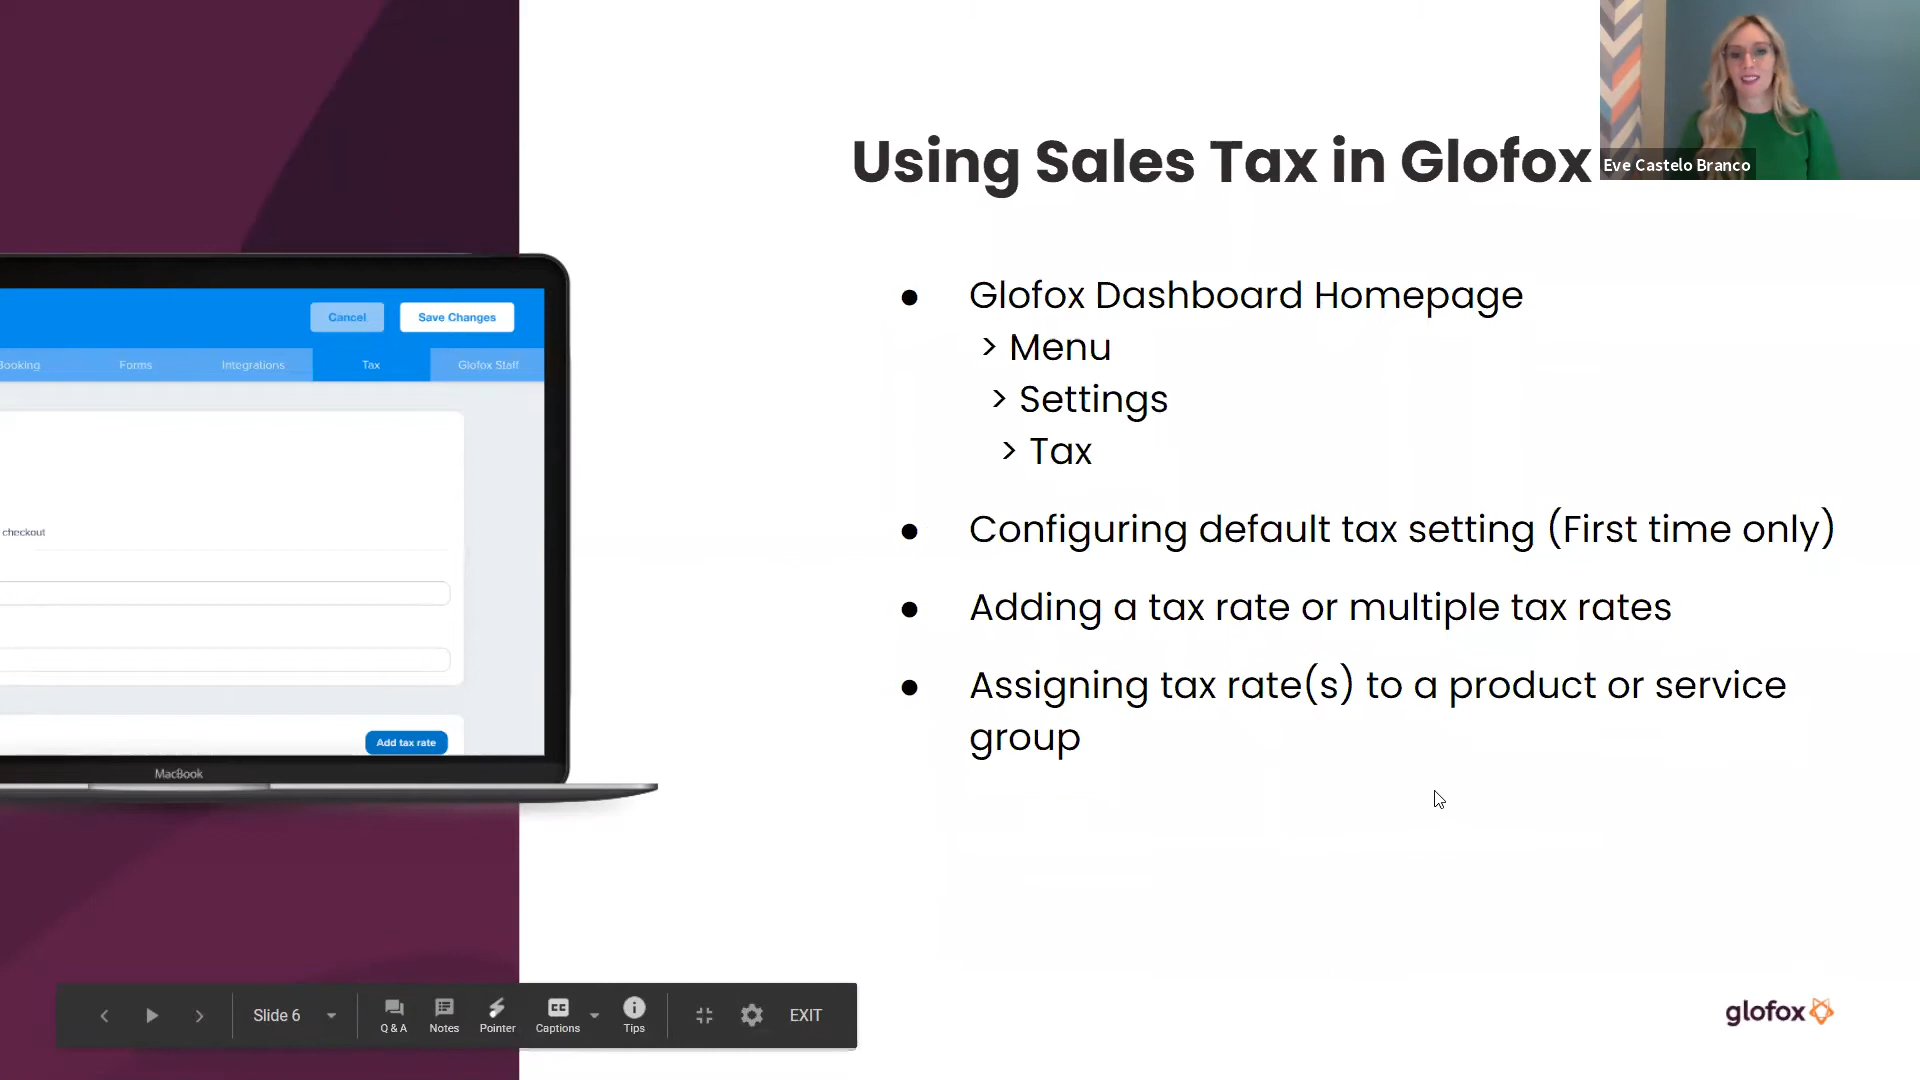 Using Sales Tax in Glofox
Eve Castelo Branco
Cancel
Save Changes
Booking
Forms
Integrations
Tax
Glofox Staff
checkout
Add tax rate
MacBook
● Glofox Dashboard Homepage
> Menu
> Settings
> Tax
● Configuring default tax setting (First time only)
● Adding a tax rate or multiple tax rates
● Assigning tax rate(s) to a product or service
group
Slide 6
Q & A
Notes
Pointer
CC
Captions
Tips
EXIT
glofox